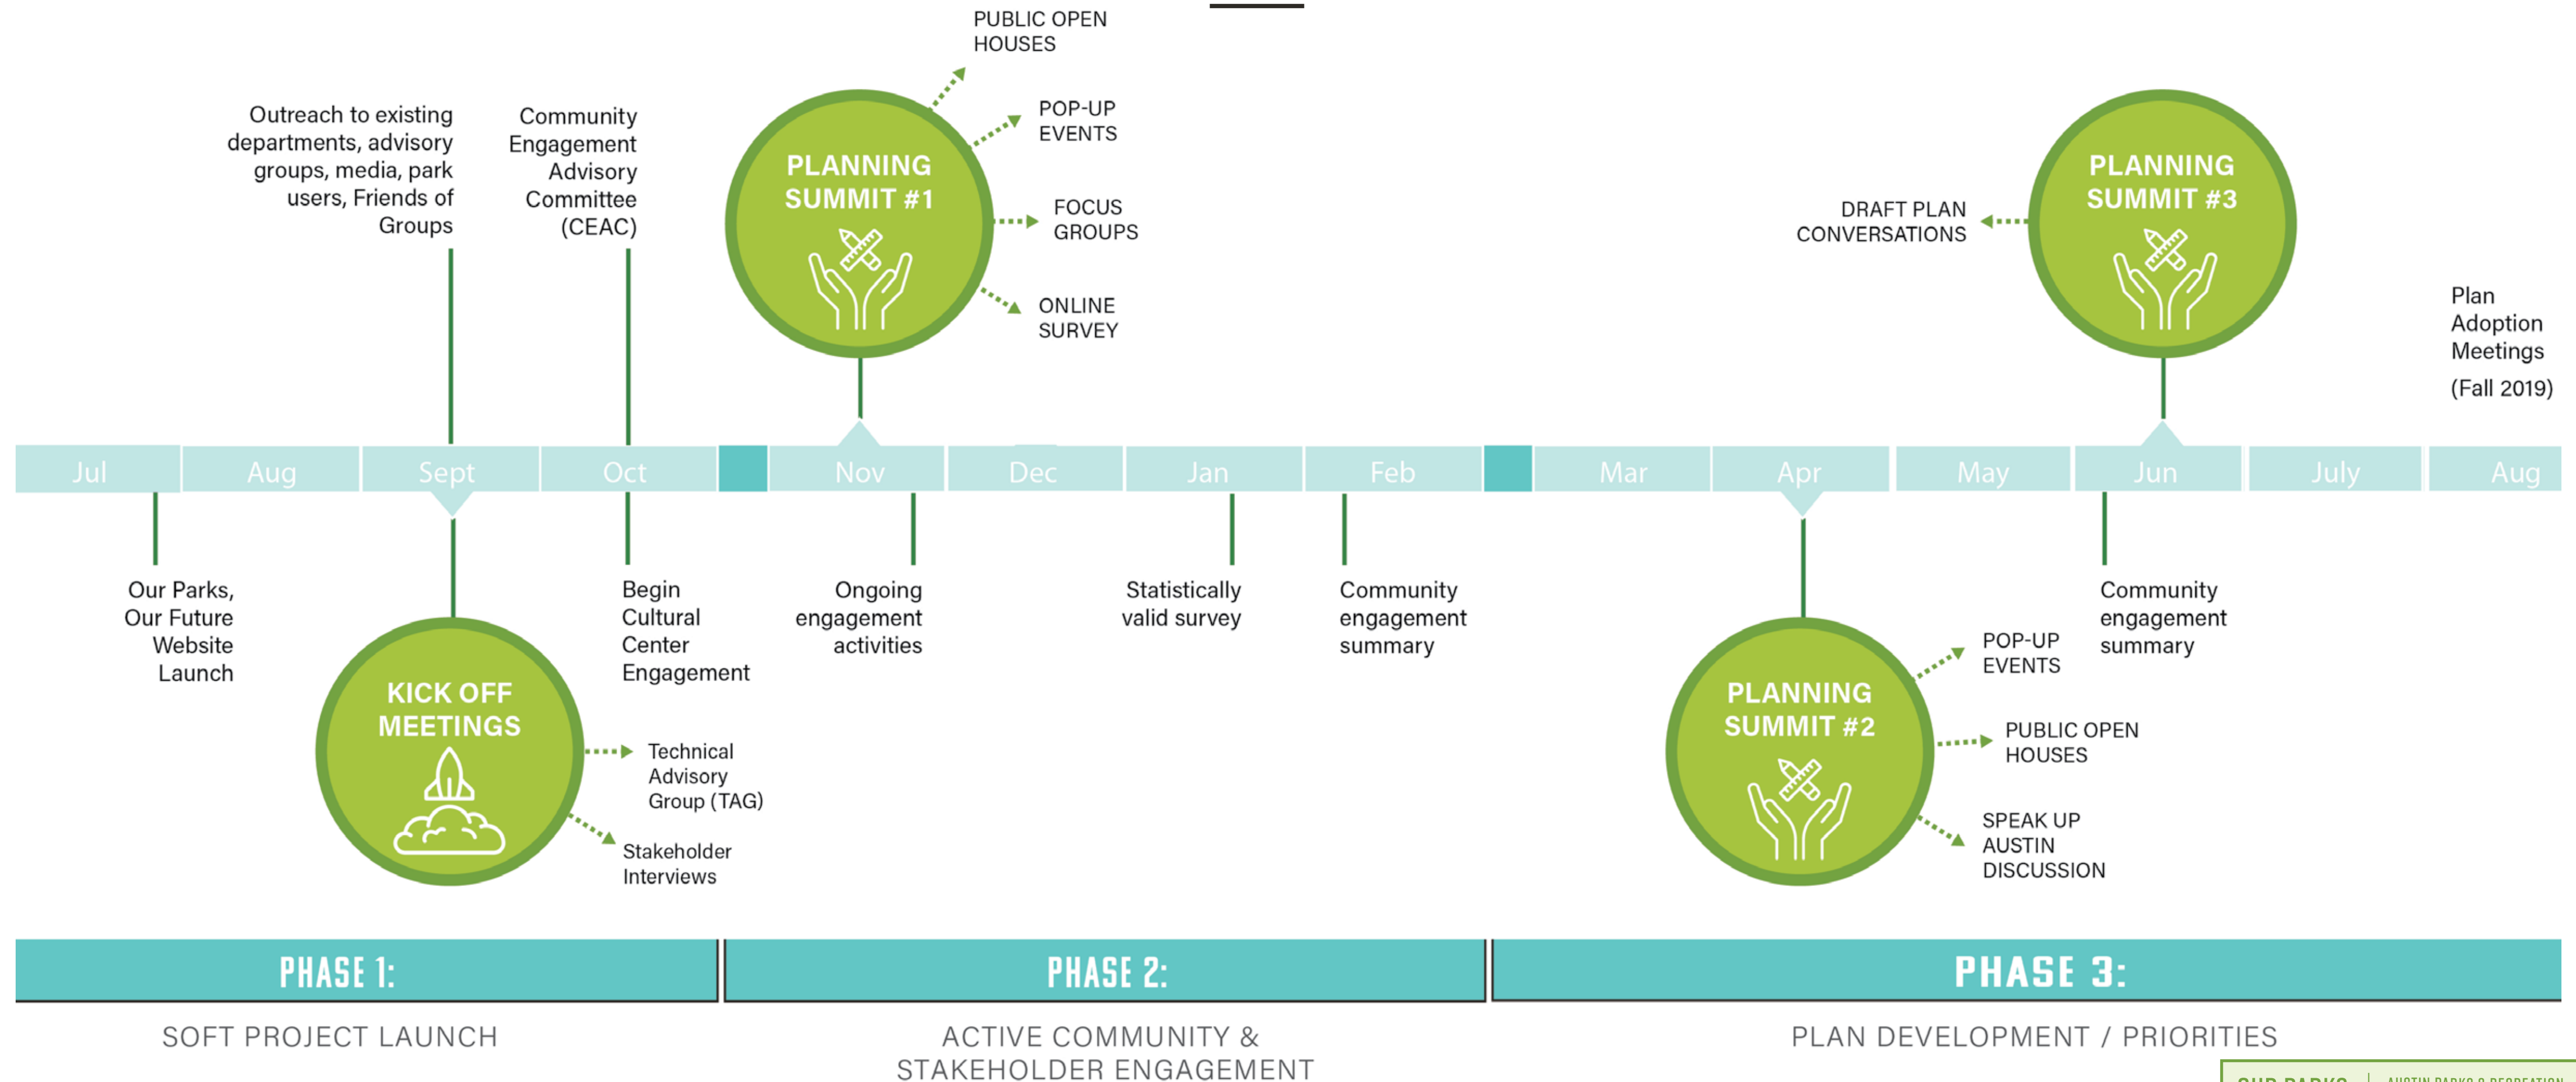 PUBLIC OPEN
HOUSES
POP-UP
EVENTS
FOCUS
GROUPS
ONLINE
SURVEY
PLANNING
SUMMIT #1
Outreach to existing
departments, advisory
groups, media, park
users, Friends of
Groups
Community
Engagement
Advisory
Committee
(CEAC)
DRAFT PLAN
CONVERSATIONS
PLANNING
SUMMIT #3
Plan
Adoption
Meetings
(Fall 2019)
Jul Aug Sept Oct Nov Dec Jan Feb Mar Apr May Jun July Aug
Our Parks,
Our Future
Website
Launch
KICK OFF
MEETINGS
Technical
Advisory
Group (TAG)
Stakeholder
Interviews
Begin
Cultural
Center
Engagement
Ongoing
engagement
activities
Statistically
valid survey
Community
engagement
summary
PLANNING
SUMMIT #2
POP-UP
EVENTS
PUBLIC OPEN
HOUSES
SPEAK UP
AUSTIN
DISCUSSION
Community
engagement
summary
PHASE 1:
SOFT PROJECT LAUNCH
PHASE 2:
ACTIVE COMMUNITY &
STAKEHOLDER ENGAGEMENT
PHASE 3:
PLAN DEVELOPMENT / PRIORITIES